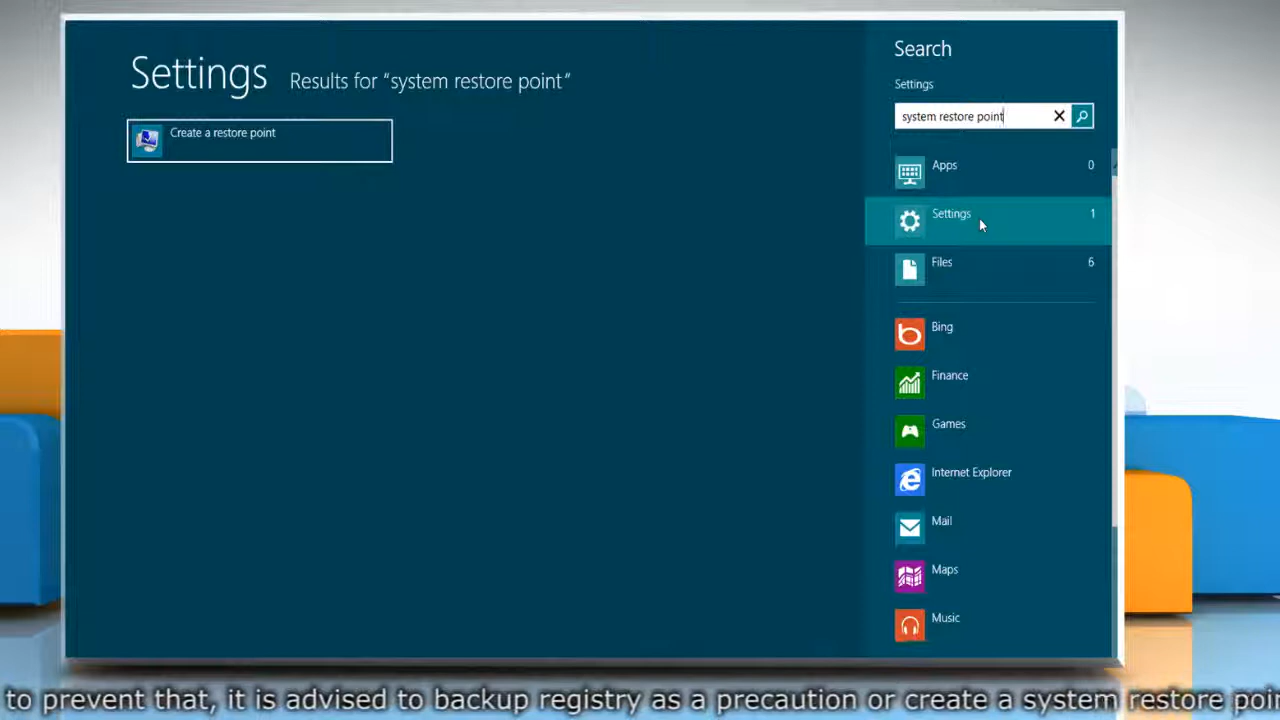 Settings Results for “system restore point”
Create a restore point
Search
Settings
system restore point
Apps 0
Settings 1
Files 6
Bing
Finance
Games
Internet Explorer
Mail
Maps
Music
to prevent that, it is advised to backup registry as a precaution or create a system restore